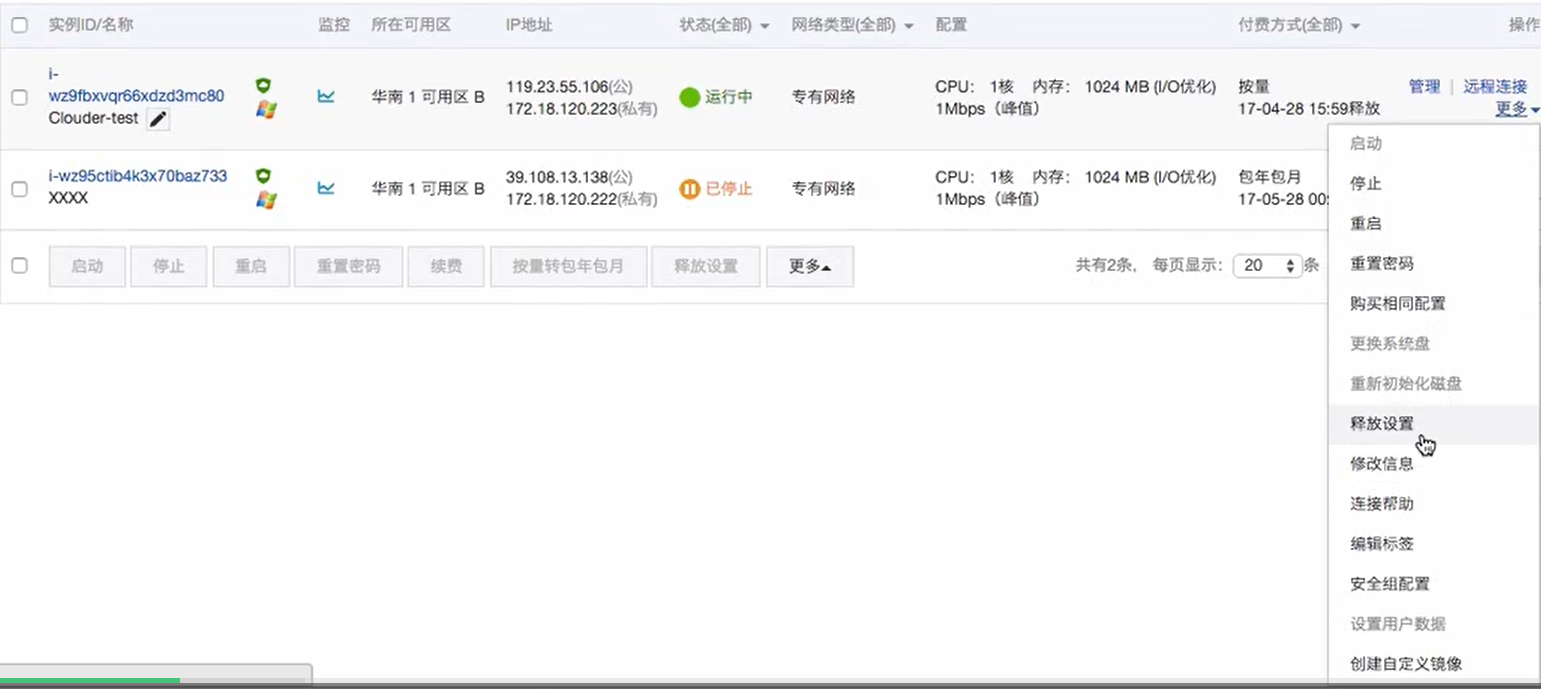 实例ID/名称 监控 所在可用区 IP地址 状态(全部) 网络类型(全部) 配置 付费方式(全部) 操作
i-
wz9fbxvqr66xdzd3mc80
Clouder-test
华南 1 可用区 B
119.23.55.106(公)
172.18.120.223(私有)
运行中
专有网络
CPU： 1核 内存： 1024 MB (I/O优化)
1Mbps（峰值）
按量
17-04-28 15:59释放
管理 | 远程连接
更多
i-wz95ctib4k3x70baz733
XXXX
华南 1 可用区 B
39.108.13.138(公)
172.18.120.222(私有)
已停止
专有网络
CPU： 1核 内存： 1024 MB (I/O优化)
1Mbps（峰值）
包年包月
17-05-28 00:
启动 停止 重启 重置密码 续费 按量转包年包月 释放设置 更多
共有2条， 每页显示： 20 条
启动
停止
重启
重置密码
购买相同配置
更换系统盘
重新初始化磁盘
释放设置
修改信息
连接帮助
编辑标签
安全组配置
设置用户数据
创建自定义镜像